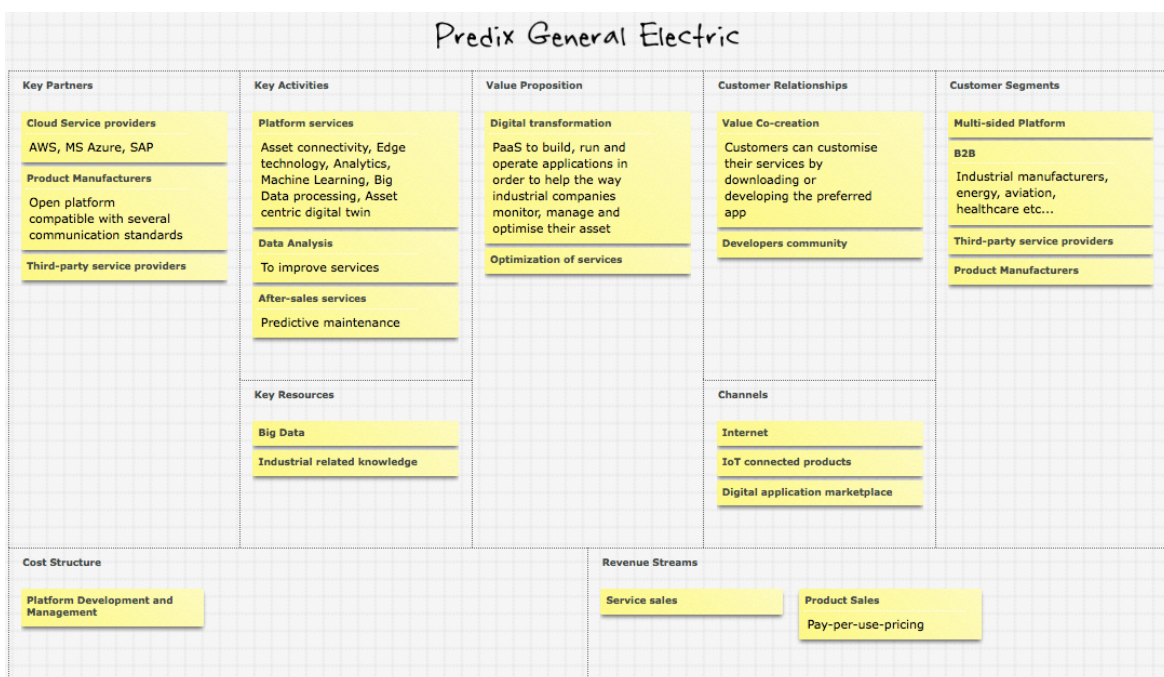 Predix General Electric
Key Partners
Cloud Service providers
AWS, MS Azure, SAP
Product Manufacturers
Open platform
compatible with several
communication standards
Third-party service providers
Key Activities
Platform services
Asset connectivity, Edge
technology, Analytics,
Machine Learning, Big
Data processing, Asset
centric digital twin
Data Analysis
To improve services
After-sales services
Predictive maintenance
Key Resources
Big Data
Industrial related knowledge
Value Proposition
Digital transformation
PaaS to build, run and
operate applications in
order to help the way
industrial companies
monitor, manage and
optimise their asset
Optimization of services
Customer Relationships
Value Co-creation
Customers can customise
their services by
downloading or
developing the preferred
app
Developers community
Channels
Internet
IoT connected products
Digital application marketplace
Customer Segments
Multi-sided Platform
B2B
Industrial manufacturers,
energy, aviation,
healthcare etc...
Third-party service providers
Product Manufacturers
Cost Structure
Platform Development and
Management
Revenue Streams
Service sales
Product Sales
Pay-per-use-pricing